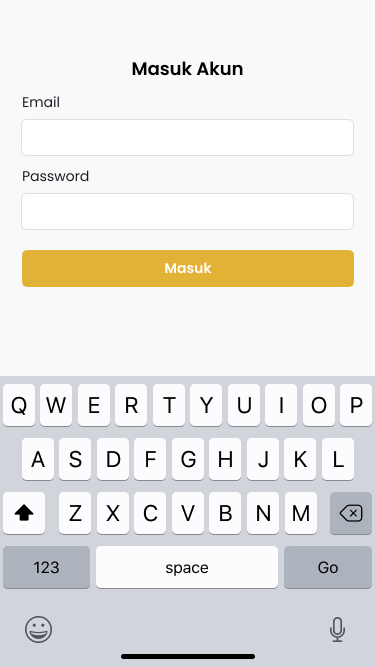 Masuk Akun
Email
Password
Masuk
Q W E R T Y U I O P
A S D F G H J K L
Z X C V B N M
123 space Go